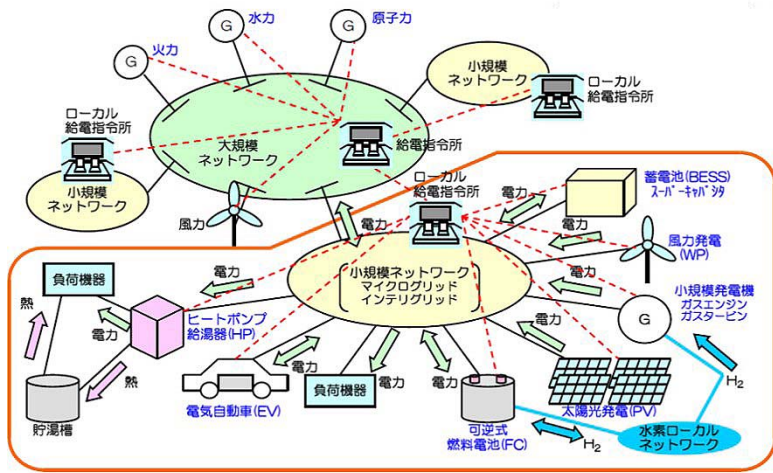 水力
原子力
火力
G
G
G
小規模
ネットワーク
ローカル
給電指令所
ローカル
給電指令所
大規模
ネットワーク
給電指令所
小規模
ネットワーク
風力
ローカル
給電指令所
電力
電力
蓄電池(BESS)
スーパーキャパシタ
電力
風力発電
(WP)
負荷機器
電力
小規模ネットワーク
マイクログリッド
インテリグリッド
電力
小規模発電機
ガスエンジン
ガスタービン
G
熱
電力
ヒートポンプ
給湯器(HP)
熱
貯湯槽
電力
電気自動車(EV)
電力
負荷機器
電力
電力
可逆式
燃料電池(FC)
H2
太陽光発電(PV)
H2
水素ローカル
ネットワーク